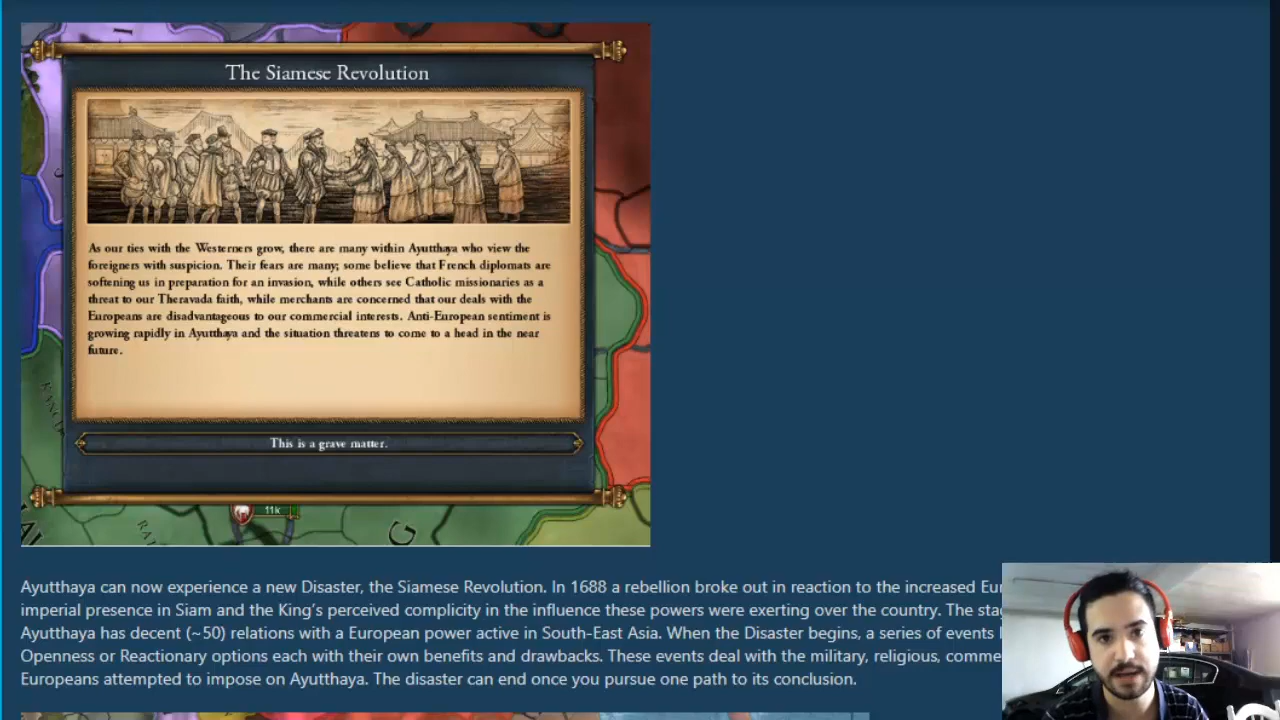 The Siamese Revolution
As our ties with the Westerners grow, there are many within Ayutthaya who view the
foreigners with suspicion. Their fears are many; some believe that French diplomats are
softening us in preparation for an invasion, while others see Catholic missionaries as a
threat to our Theravada faith, while merchants are concerned that our deals with the
Europeans are disadvantageous to our commercial interests. Anti-European sentiment is
growing rapidly in Ayutthaya and the situation threatens to come to a head in the near
future.
This is a grave matter.
11k
G
Ayutthaya can now experience a new Disaster, the Siamese Revolution. In 1688 a rebellion broke out in reaction to the increased
imperial presence in Siam and the King's perceived complicity in the influence these powers were exerting over the country. The
Ayutthaya has decent (~50) relations with a European power active in South-East Asia. When the Disaster begins, a series of events
Openness or Reactionary options each with their own benefits and drawbacks. These events deal with the military, religious,
Europeans attempted to impose on Ayutthaya. The disaster can end once you pursue one path to its conclusion.